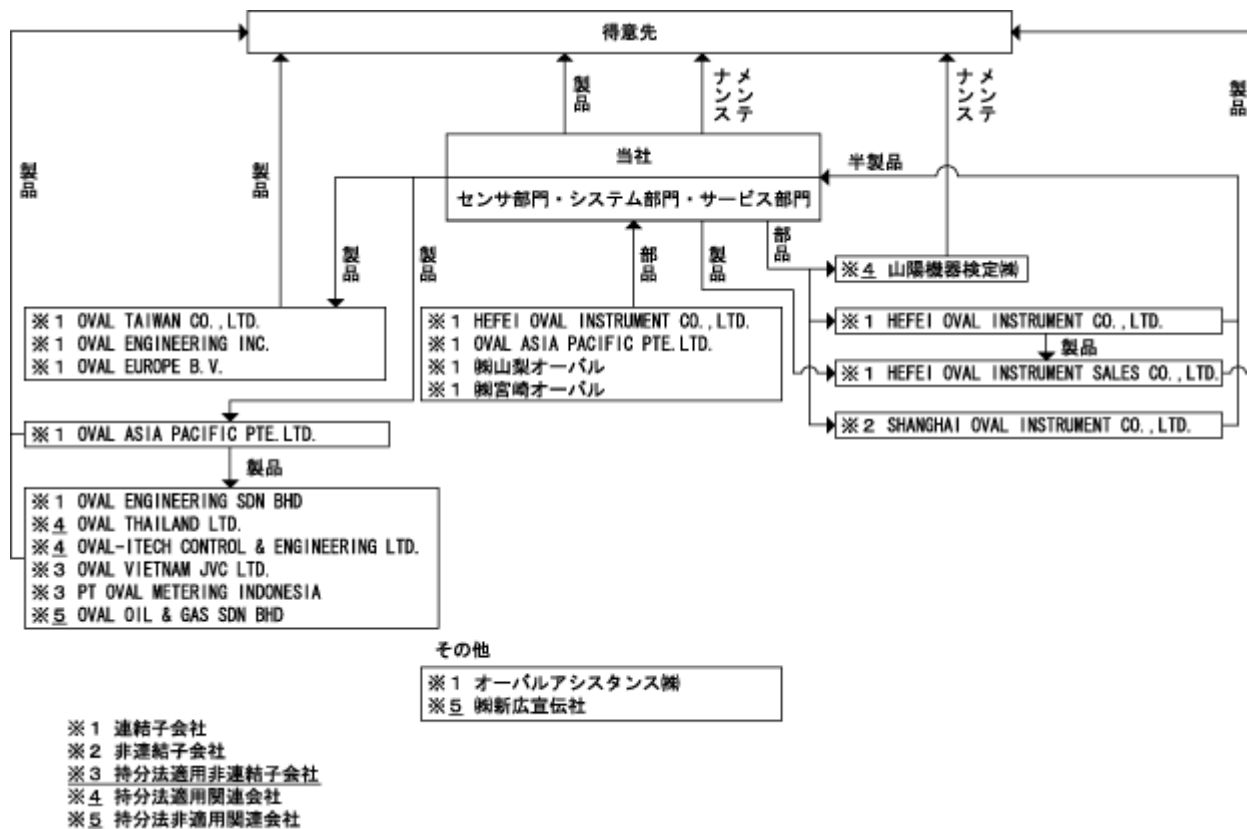 得意先
製品
メンテナンス
メンテナンス
製品
製品
製品
当社
センサ部門・システム部門・サービス部門
半製品
製品
製品
部品
製品
部品
※4 山陽機器検定㈱
※1 OVAL TAIWAN CO.,LTD.
※1 OVAL ENGINEERING INC.
※1 OVAL EUROPE B.V.
※1 HEFEI OVAL INSTRUMENT CO.,LTD.
※1 OVAL ASIA PACIFIC PTE.LTD.
※1 ㈱山梨オーバル
※1 ㈱宮崎オーバル
※1 HEFEI OVAL INSTRUMENT CO.,LTD.
製品
※1 HEFEI OVAL INSTRUMENT SALES CO.,LTD.
※2 SHANGHAI OVAL INSTRUMENT CO.,LTD.
※1 OVAL ASIA PACIFIC PTE.LTD.
製品
※1 OVAL ENGINEERING SDN BHD
※4 OVAL THAILAND LTD.
※4 OVAL-ITECH CONTROL & ENGINEERING LTD.
※3 OVAL VIETNAM JVC LTD.
※3 PT OVAL METERING INDONESIA
※5 OVAL OIL & GAS SDN BHD
その他
※1 オーバルアシスタンス㈱
※5 ㈱新広宣伝社
※1 連結子会社
※2 非連結子会社
※3 持分法適用非連結子会社
※4 持分法適用関連会社
※5 持分法非適用関連会社